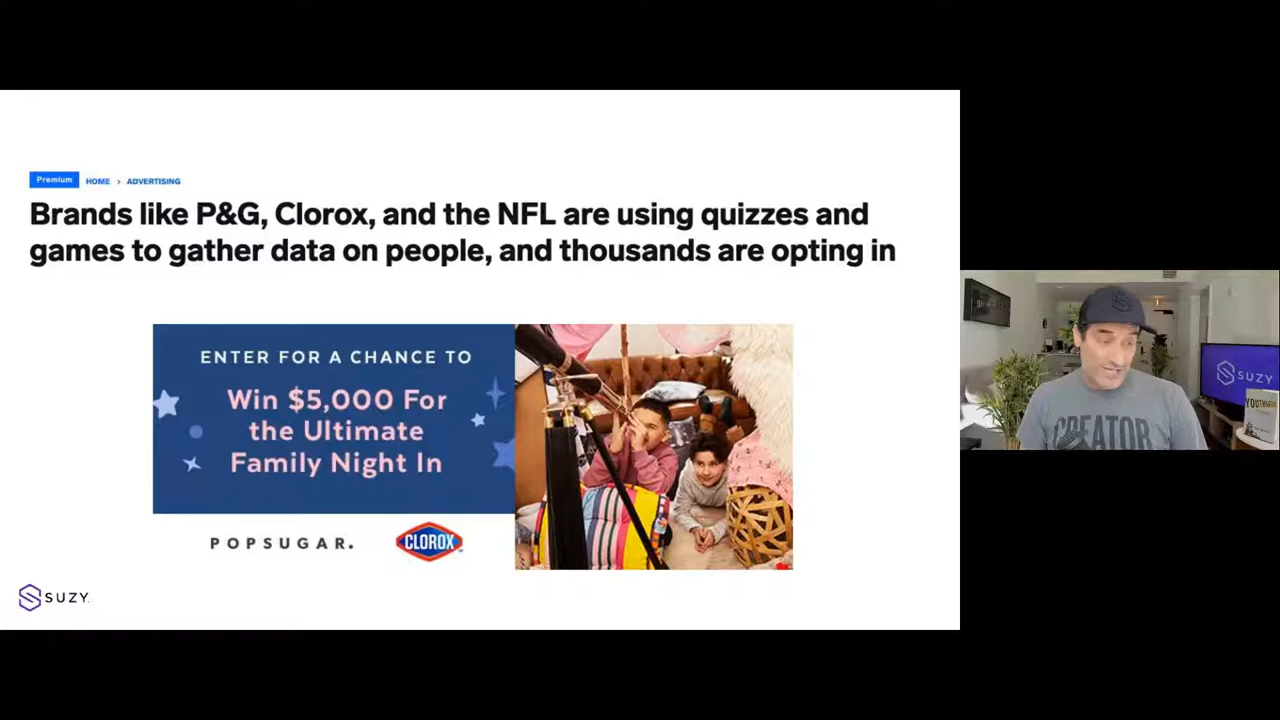 Premium HOME > ADVERTISING
Brands like P&G, Clorox, and the NFL are using quizzes and
games to gather data on people, and thousands are opting in
ENTER FOR A CHANCE TO
Win $5,000 For
the Ultimate
Family Night In
POPSUGAR.
CLOROX
SUZY
CREATOR
SUZY